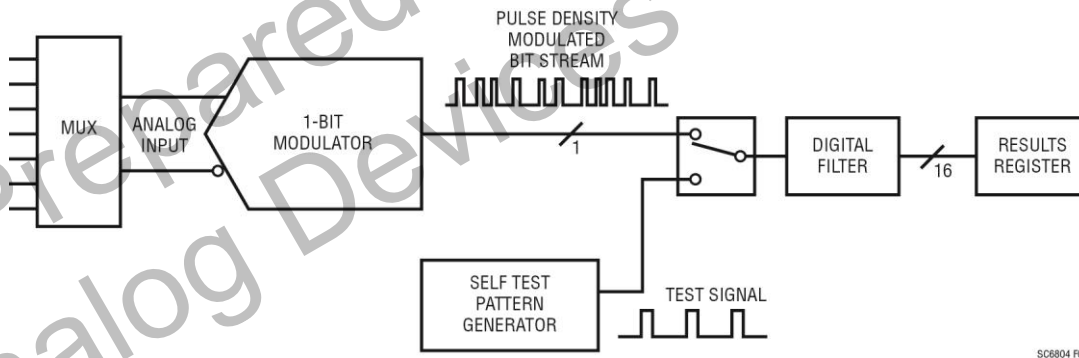 Prepared
Analog Devices
PULSE DENSITY
MODULATED
BIT STREAM
MUX
ANALOG
INPUT
1-BIT
MODULATOR
1
DIGITAL
FILTER
16
RESULTS
REGISTER
SELF TEST
PATTERN
GENERATOR
TEST SIGNAL